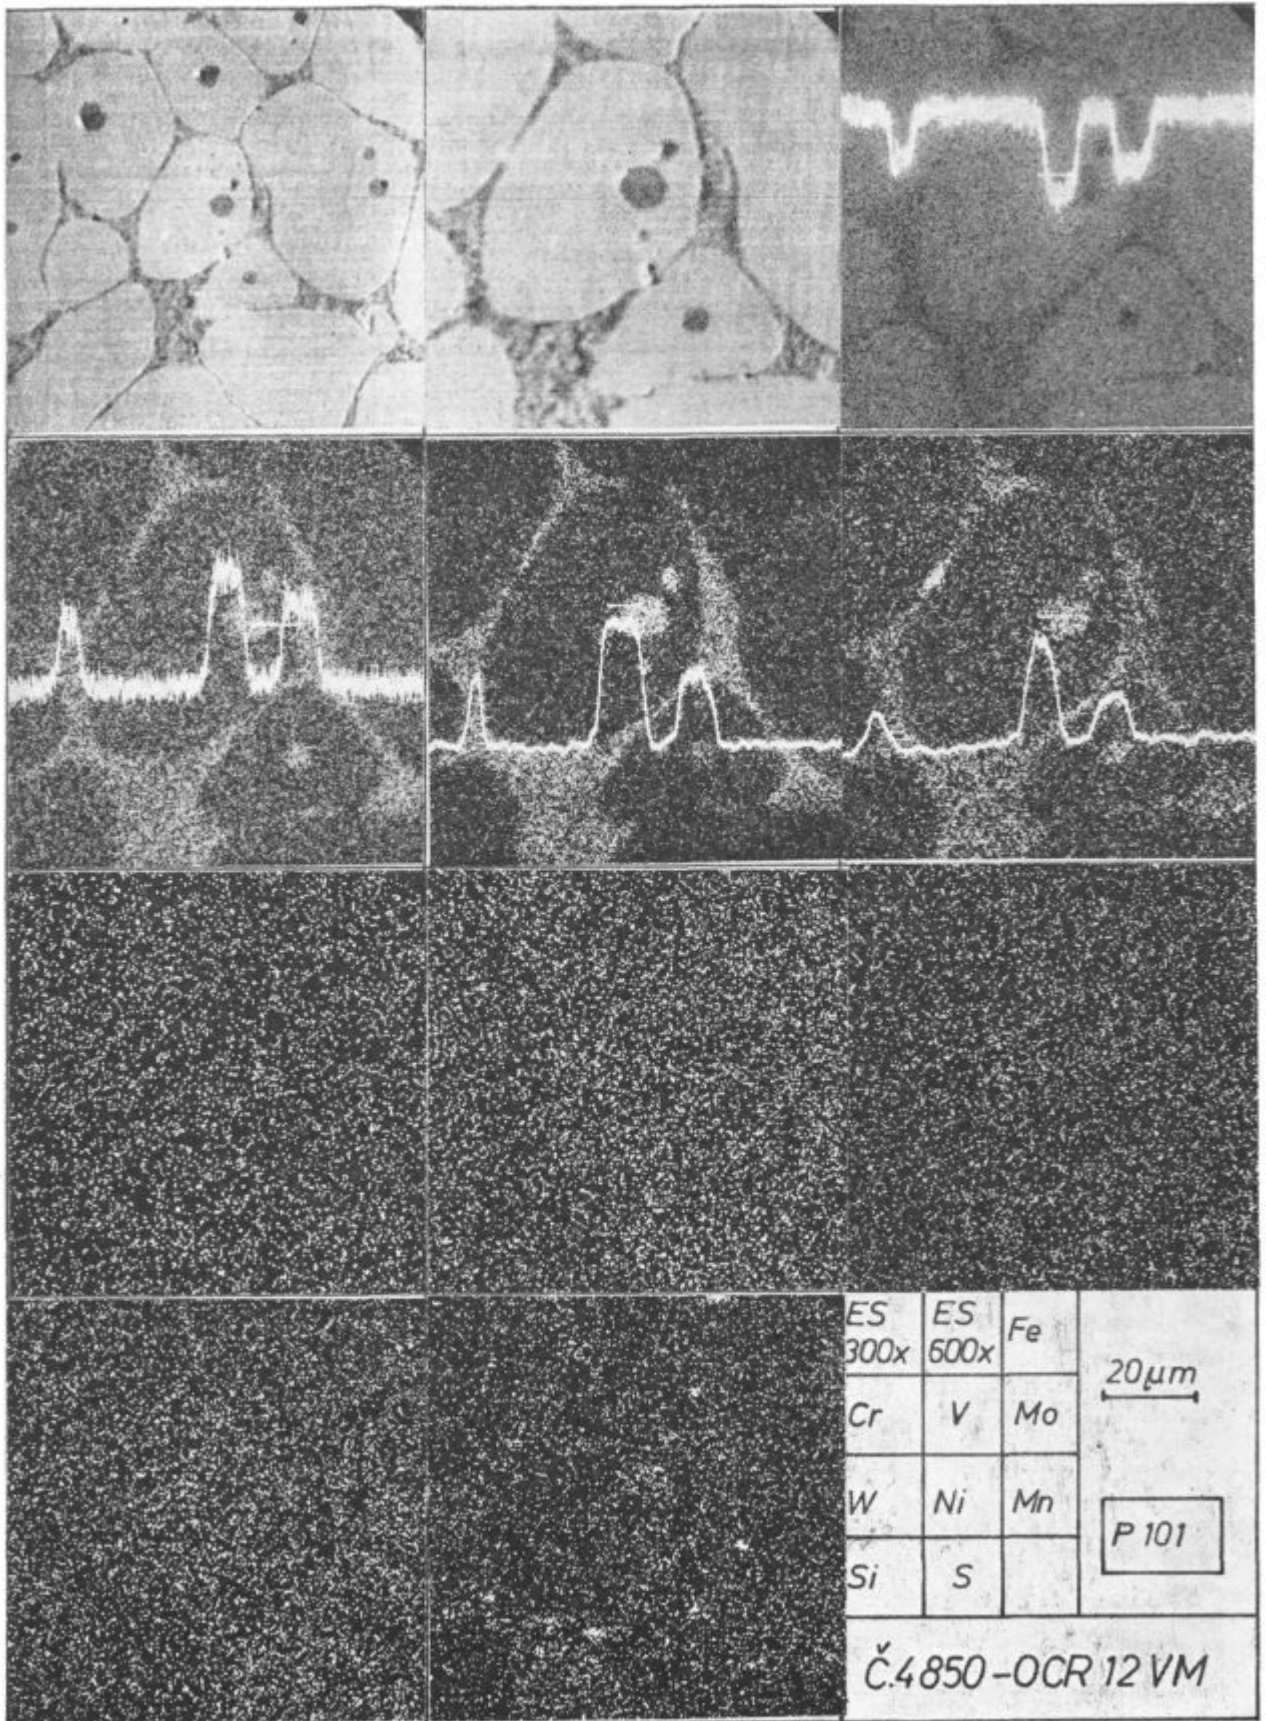 ES 300x
ES 600x
Fe
Cr
V
Mo
W
Ni
Mn
Si
S
20µm
P 101
Č.4850-OCR 12 VM